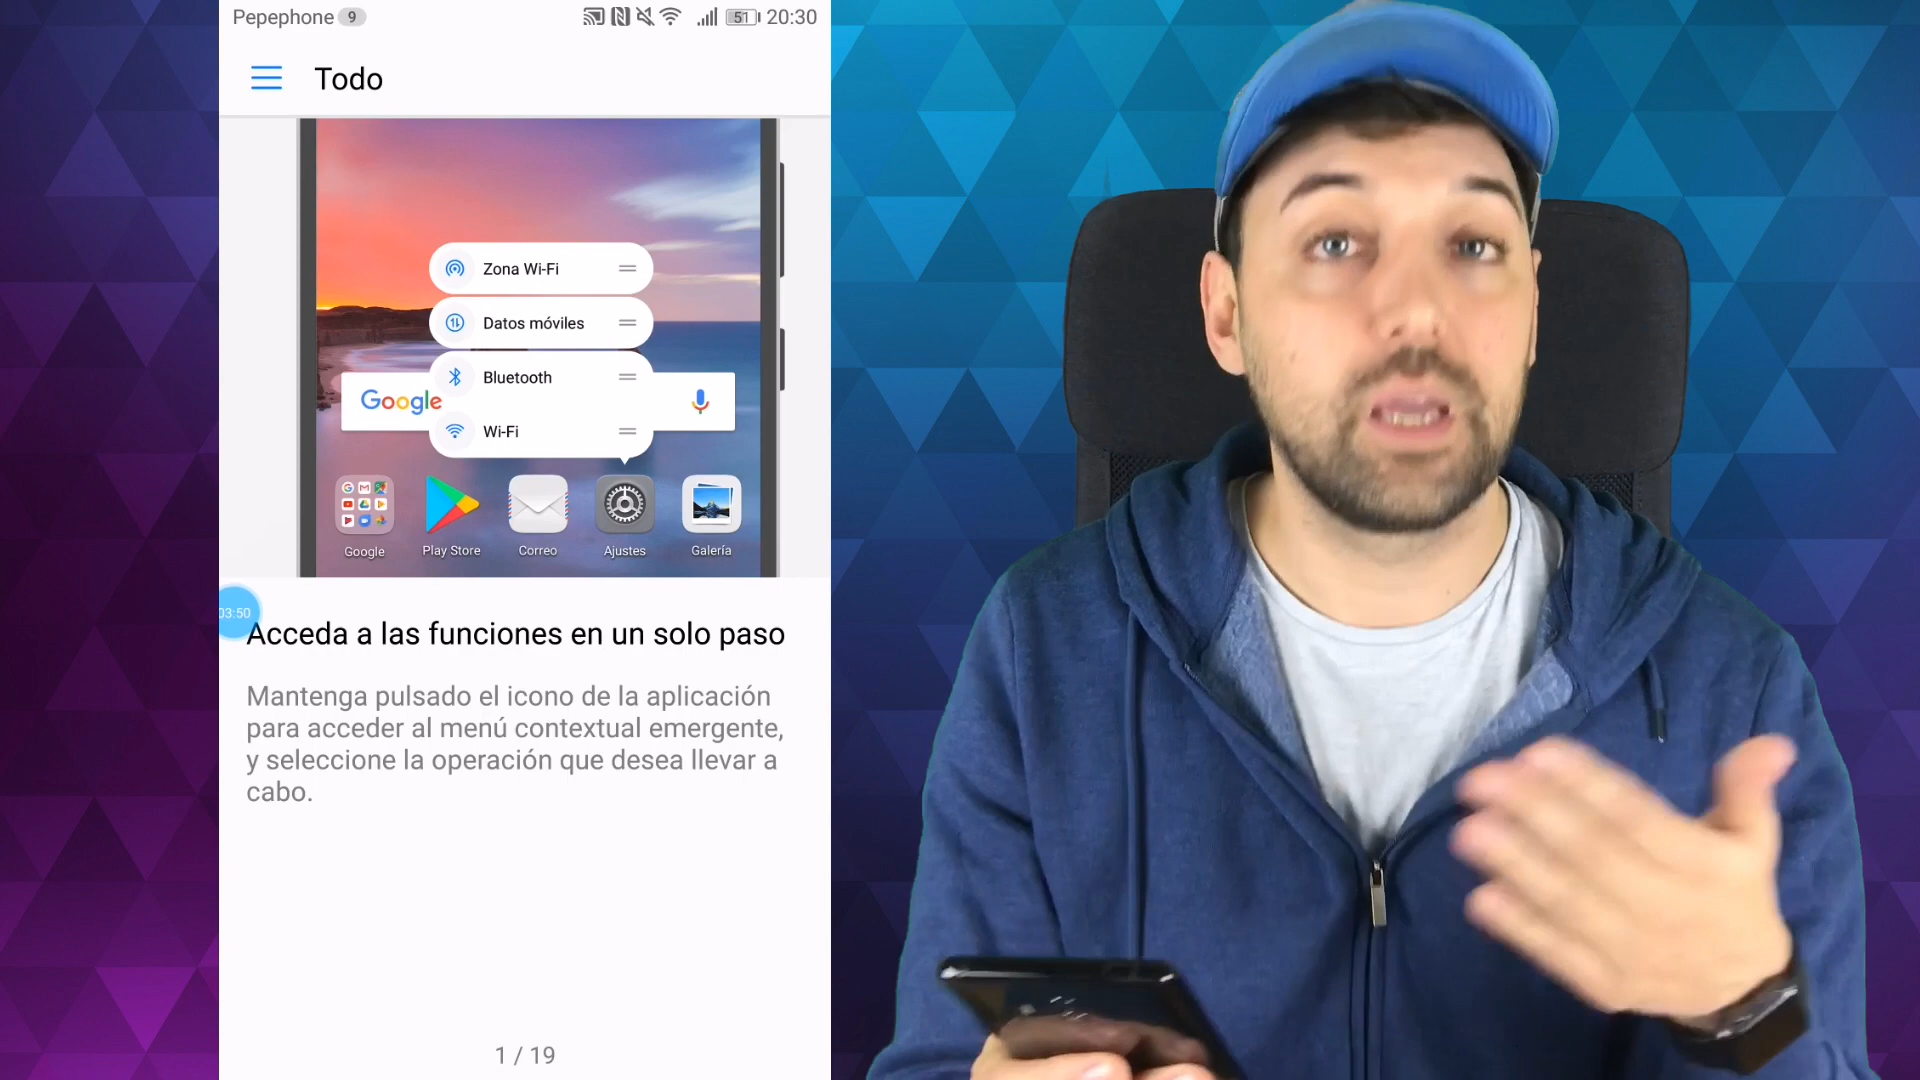 Pepephone 9 51 20:30
Todo
Zona Wi-Fi
Datos móviles
Bluetooth
Google
Wi-Fi
Google Play Store Correo Ajustes Galería
03:50
Acceda a las funciones en un solo paso
Mantenga pulsado el icono de la aplicación
para acceder al menú contextual emergente,
y seleccione la operación que desea llevar a
cabo.
1 / 19